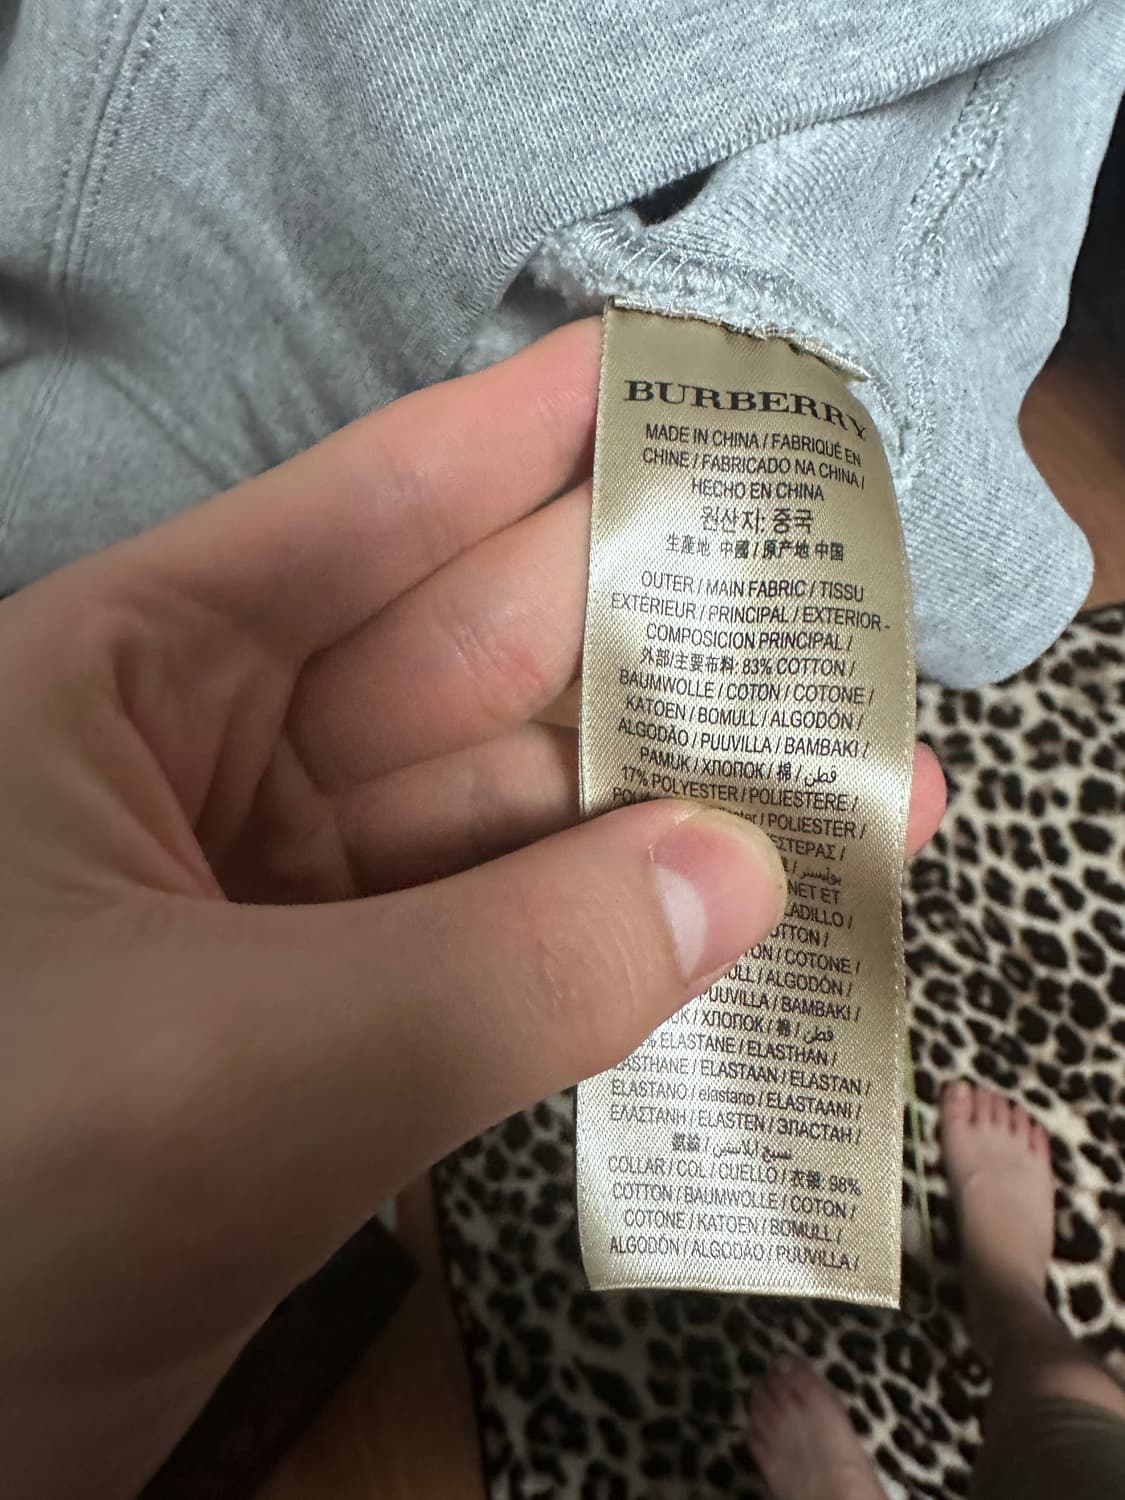 BURBERRY
MADE IN CHINA / FABRIQUÉ EN
CHINE / FABRICADO NA CHINA /
HECHO EN CHINA
원산지: 중국
生產地 中國 / 原产地 中国
OUTER / MAIN FABRIC / TISSU
EXTERIEUR / PRINCIPAL / EXTERIOR -
COMPOSICION PRINCIPAL /
外部/主要布料: 83% COTTON /
BAUMWOLLE / COTON / COTONE /
KATOEN / BOMULL / ALGODÓN /
ALGODÃO / PUUVILLA / BAMBAKI /
PAMUK / ХЛОПОК / 棉 / قطن
17% POLYESTER / POLIESTERE /
/ POLIESTER /
/ بوليستر
NET ET
/ COTONE /
/ ALGODÓN /
PUUVILLA / BAMBAKI /
/ ХЛОПОК / 棉 / قطن
ELASTANE / ELASTHAN /
ELASTAAN / ELASTAN /
ELASTANO / elastano / ELASTAANI /
ΕΛΑΣΤΑΝΗ / ELASTEN / ЭЛАСТАН /
COLLAR / COL / CUELLO / 衣領: 98%
COTTON / BAUMWOLLE / COTON /
COTONE / KATOEN / BOMULL /
ALGODÓN / ALGODÃO / PUUVILLA /